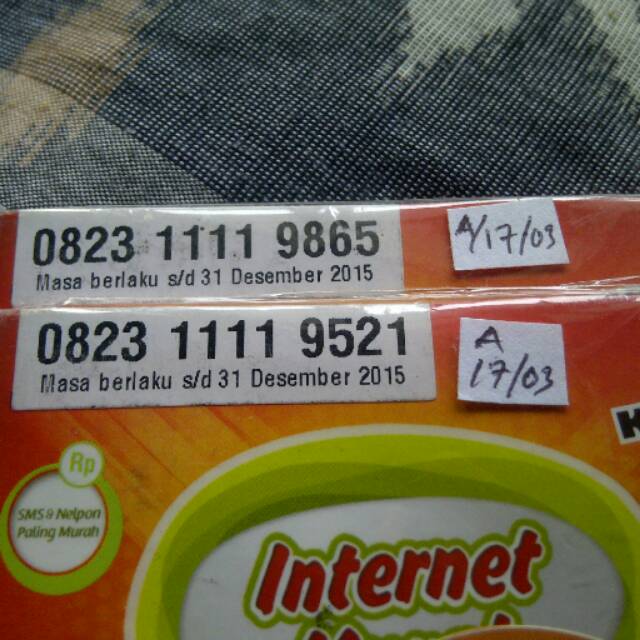 0823 1111 9865
Masa berlaku s/d 31 Desember 2015
A/17/03
0823 1111 9521
Masa berlaku s/d 31 Desember 2015
A
17/03
Rp
SMS & Nelpon
Paling Murah
Internet